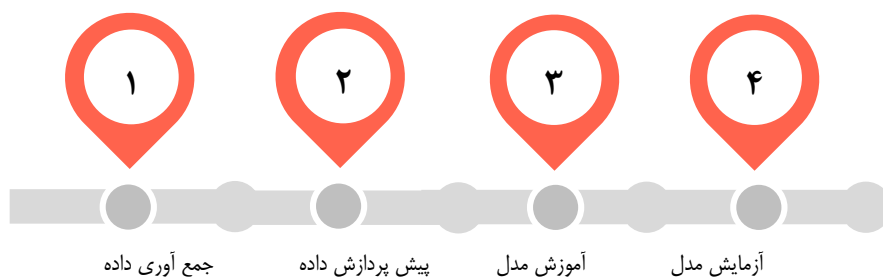 ۱
۲
۳
۴
جمع آوری داده
پیش پردازش داده
آموزش مدل
آزمایش مدل